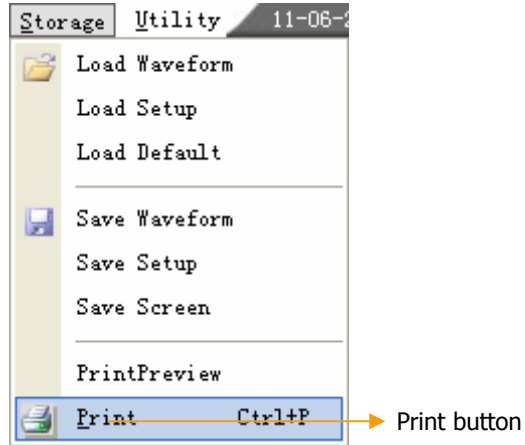 Storage Utility 11-06-
Load Waveform
Load Setup
Load Default
Save Waveform
Save Setup
Save Screen
PrintPreview
Print Ctrl+P
Print button